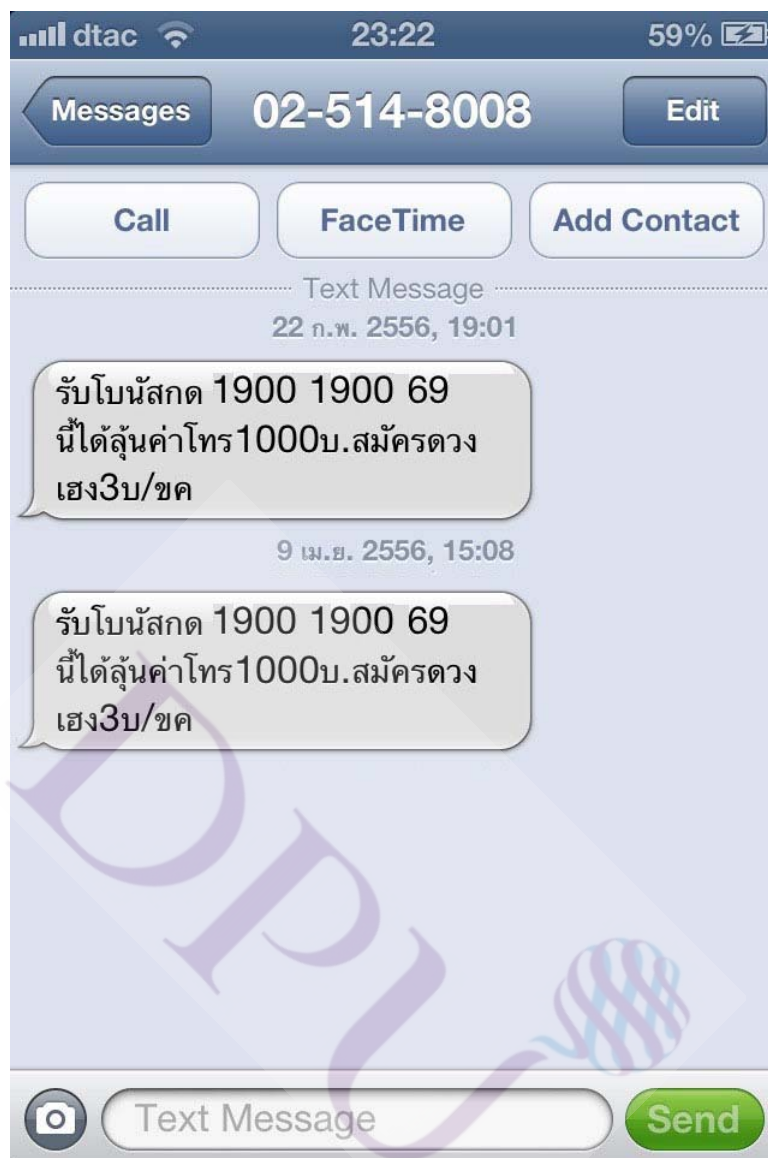 dtac 23:22 59%
Messages 02-514-8008 Edit
Call FaceTime Add Contact
Text Message
22 ก.พ. 2556, 19:01
รับโบนัสกด 1900 1900 69
นี้ได้ลุ้นค่าโทร1000บ.สมัครดวง
เฮง3บ/ขค
9 เม.ย. 2556, 15:08
รับโบนัสกด 1900 1900 69
นี้ได้ลุ้นค่าโทร1000บ.สมัครดวง
เฮง3บ/ขค
DPU
Text Message Send